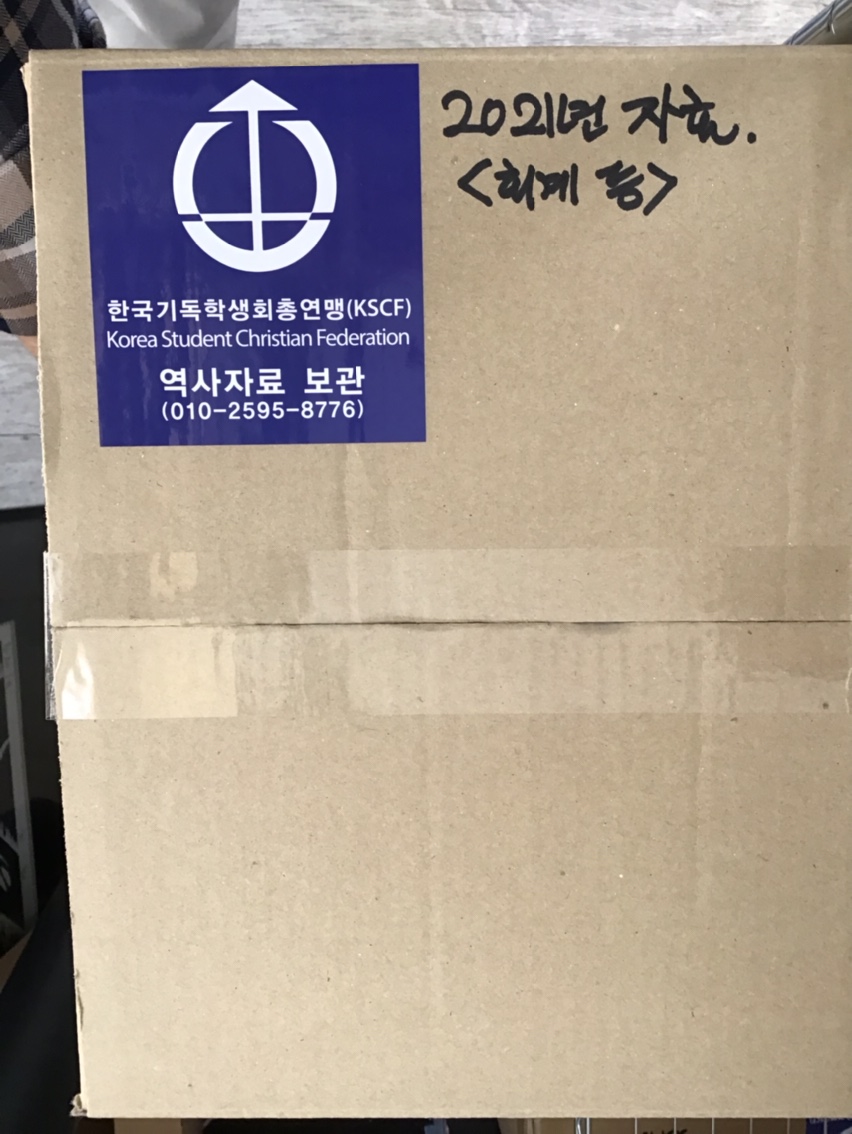 한국기독학생회총연맹(KSCF)
Korea Student Christian Federation
역사자료 보관
(010-2595-8776)
2021년 자료.
<회계 등>